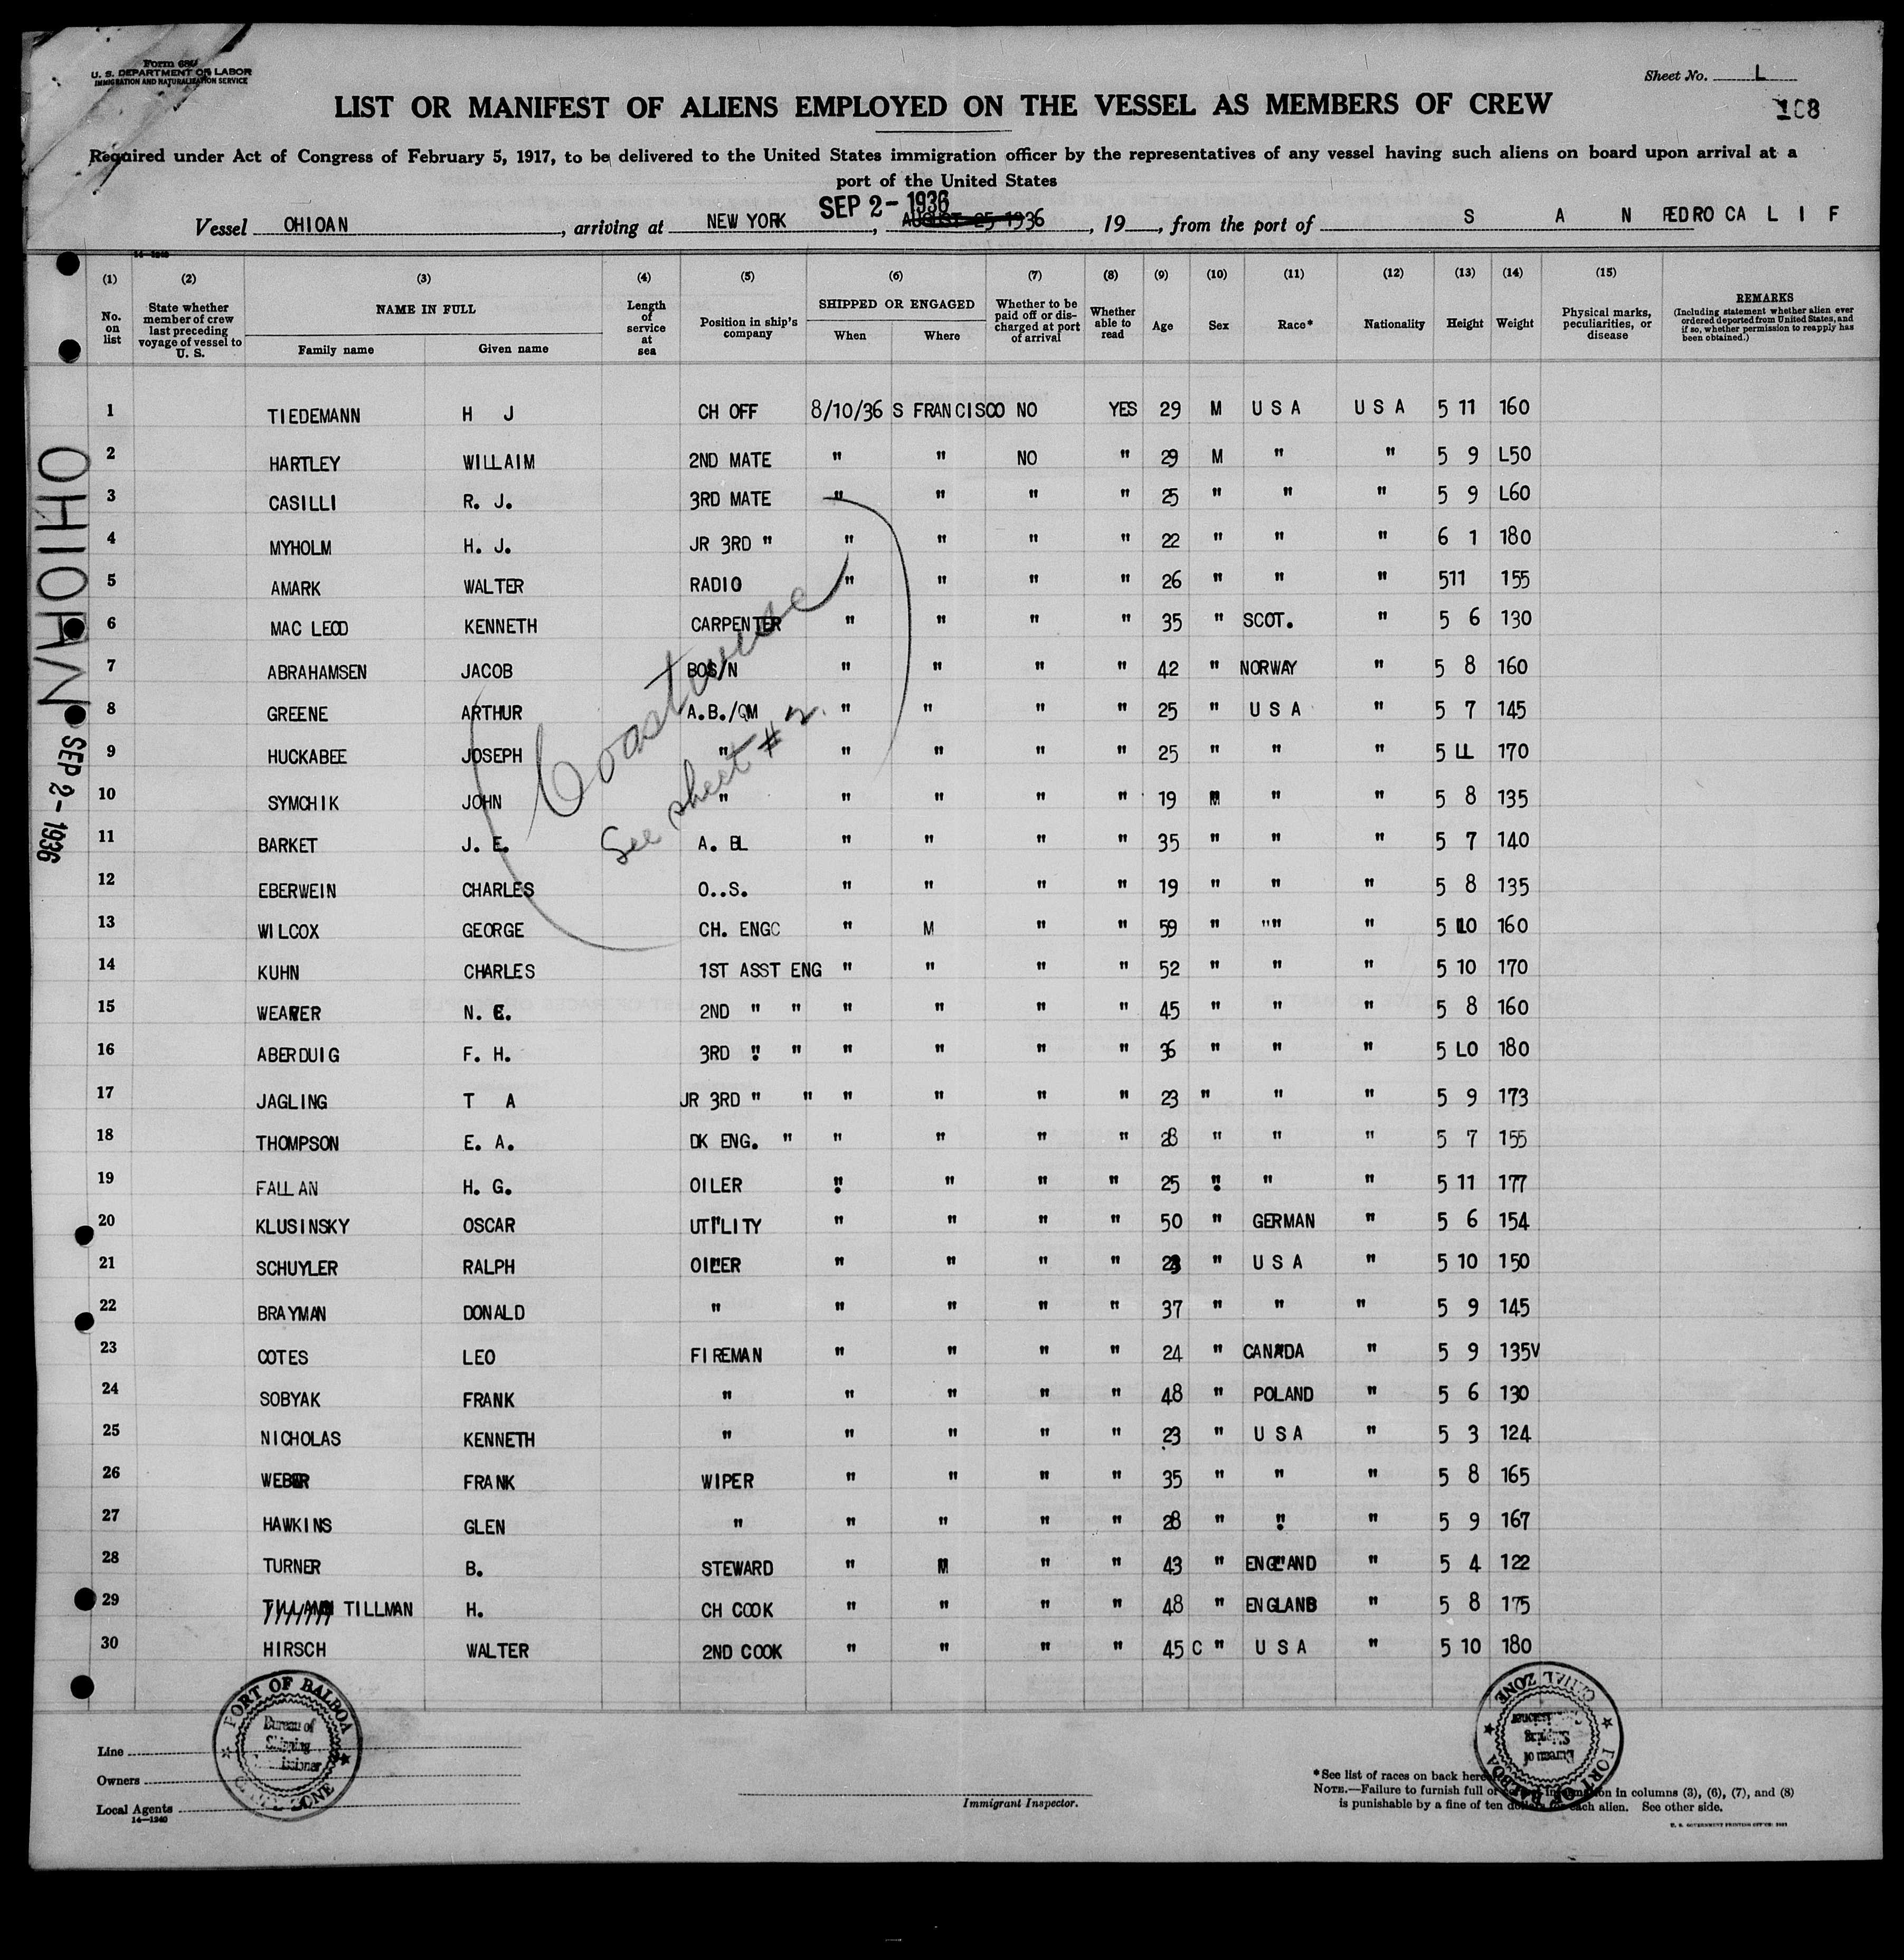 Form 680
U. S. DEPARTMENT OF LABOR
IMMIGRATION AND NATURALIZATION SERVICE
Sheet No. L
108
LIST OR MANIFEST OF ALIENS EMPLOYED ON THE VESSEL AS MEMBERS OF CREW
Required under Act of Congress of February 5, 1917, to be delivered to the United States immigration officer by the representatives of any vessel having such aliens on board upon arrival at a
port of the United States
SEP 2 - 1936
Vessel OHIOAN, arriving at NEW YORK, AUGUST 25 1936, 19, from the port of S A N PEDRO CA L I F
14-1240
(1) (2) (3) (4) (5) (6) (7) (8) (9) (10) (11) (12) (13) (14) (15)
No. on list
State whether member of crew last preceding voyage of vessel to U. S.
NAME IN FULL
Family name Given name
Length of service at sea
Position in ship's company
SHIPPED OR ENGAGED
When Where
Whether to be paid off or discharged at port of arrival
Whether able to read
Age Sex Race* Nationality Height Weight
Physical marks, peculiarities, or disease
REMARKS
(Including statement whether alien ever ordered deported from United States, and if so, whether permission to reapply has been obtained.)
1 TIEDEMANN H J CH OFF 8/10/36 S FRANCISCO NO YES 29 M U S A U S A 5 11 160
2 HARTLEY WILLAIM 2ND MATE " " NO " 29 M " " 5 9 L50
3 CASILLI R. J. 3RD MATE " " " " 25 " " " 5 9 L60
4 MYHOLM H. J. JR 3RD " " " " " 22 " " " 6 1 180
5 AMARK WALTER RADIO " " " " 26 " " " 511 155
6 MAC LEOD KENNETH CARPENTER " " " " 35 " SCOT. " 5 6 130
7 ABRAHAMSEN JACOB BOS/N " " " " 42 " NORWAY " 5 8 160
8 GREENE ARTHUR A.B./QM " " " " 25 " U S A " 5 7 145
9 HUCKABEE JOSEPH " " " " " 25 " " " 5 LL 170
10 SYMCHIK JOHN " " " " " 19 M " " 5 8 135
11 BARKET J. E. A. BL " " " " 35 " " " 5 7 140
12 EBERWEIN CHARLES O..S. " " " " 19 " " " 5 8 135
13 WILCOX GEORGE CH. ENGC " M " " 59 " "" " 5 10 160
14 KUHN CHARLES 1ST ASST ENG " " " " 52 " " " 5 10 170
15 WEARER N. E. 2ND " " " " " " 45 " " " 5 8 160
16 ABERDUIG F. H. 3RD " " " " " " 36 " " " 5 LO 180
17 JAGLING T A JR 3RD " " " " " " 23 " " " 5 9 173
18 THOMPSON E. A. DK ENG. " " " " " 28 " " " 5 7 155
19 FALLAN H. G. OILER " " " " 25 " " " 5 11 177
20 KLUSINSKY OSCAR UTILITY " " " " 50 " GERMAN " 5 6 154
21 SCHUYLER RALPH OILER " " " " " U S A " 5 10 150
22 BRAYMAN DONALD " " " " " 37 " " " 5 9 145
23 COTES LEO FIREMAN " " " " 24 " CANADA " 5 9 135V
24 SOBYAK FRANK " " " " " 48 " POLAND " 5 6 130
25 NICHOLAS KENNETH " " " " " 23 " U S A " 5 3 124
26 WEBER FRANK WIPER " " " " 35 " " " 5 8 165
27 HAWKINS GLEN " " " " " 28 " " " 5 9 167
28 TURNER B. STEWARD " M " " 43 " ENGLAND " 5 4 122
29 TILLMAN H. CH COOK " " " " 48 " ENGLAND " 5 8 175
30 HIRSCH WALTER 2ND COOK " " " " 45 C " U S A " 5 10 180
Coastwise
See sheet # 2.
OHIOAN
SEP 2 - 1936
PORT OF BALBOA
Bureau of
Shipping
ZONE
PORT OF BALBOA
CANAL ZONE
Bureau of
Shipping
Line
Owners
Local Agents
14-1240
Immigrant Inspector.
*See list of races on back
NOTE.—Failure to furnish full or information in columns (3), (6), (7), and (8)
is punishable by a fine of ten dollars for each alien. See other side.
U. S. GOVERNMENT PRINTING OFFICE